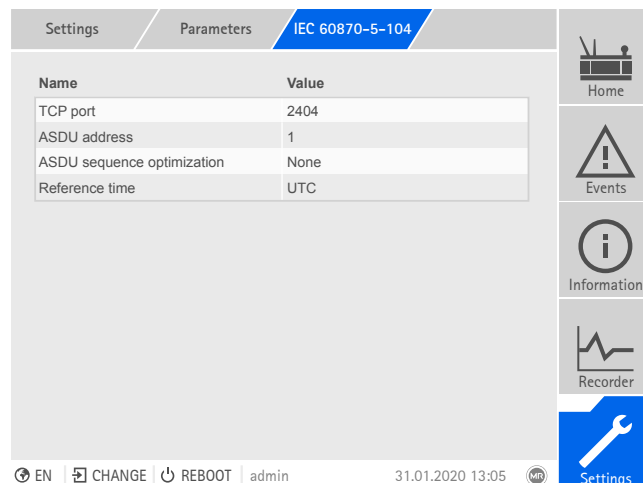 Settings Parameters IEC 60870-5-104
Name Value
TCP port 2404
ASDU address 1
ASDU sequence optimization None
Reference time UTC
Home
Events
Information
Recorder
Settings
EN CHANGE REBOOT admin 31.01.2020 13:05 MR